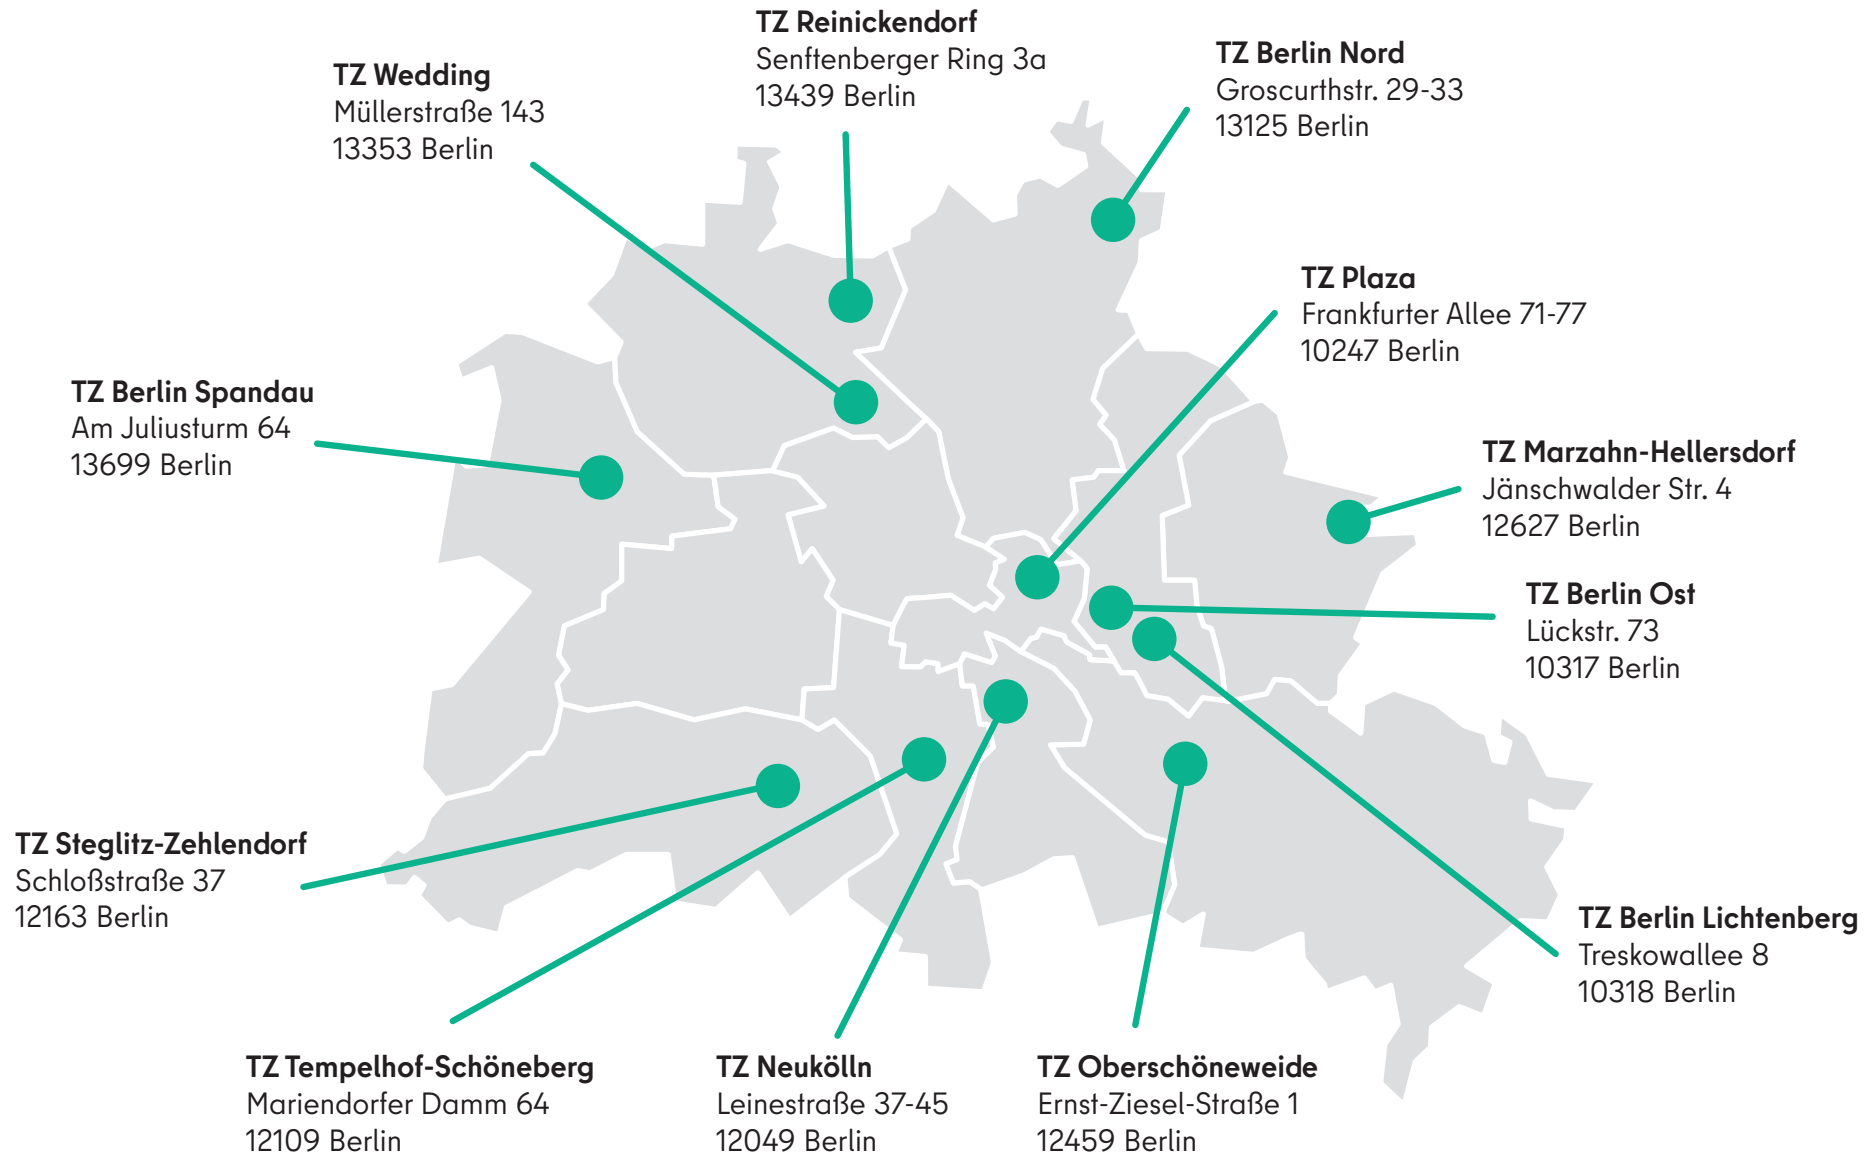 TZ Reinickendorf
Senftenberger Ring 3a
13439 Berlin
TZ Berlin Nord
Groscurthstr. 29-33
13125 Berlin
TZ Wedding
Müllerstraße 143
13353 Berlin
TZ Plaza
Frankfurter Allee 71-77
10247 Berlin
TZ Berlin Spandau
Am Juliusturm 64
13699 Berlin
TZ Marzahn-Hellersdorf
Jänschwalder Str. 4
12627 Berlin
TZ Berlin Ost
Lückstr. 73
10317 Berlin
TZ Steglitz-Zehlendorf
Schloßstraße 37
12163 Berlin
TZ Berlin Lichtenberg
Treskowallee 8
10318 Berlin
TZ Tempelhof-Schöneberg
Mariendorfer Damm 64
12109 Berlin
TZ Neukölln
Leinestraße 37-45
12049 Berlin
TZ Oberschöneweide
Ernst-Ziesel-Straße 1
12459 Berlin